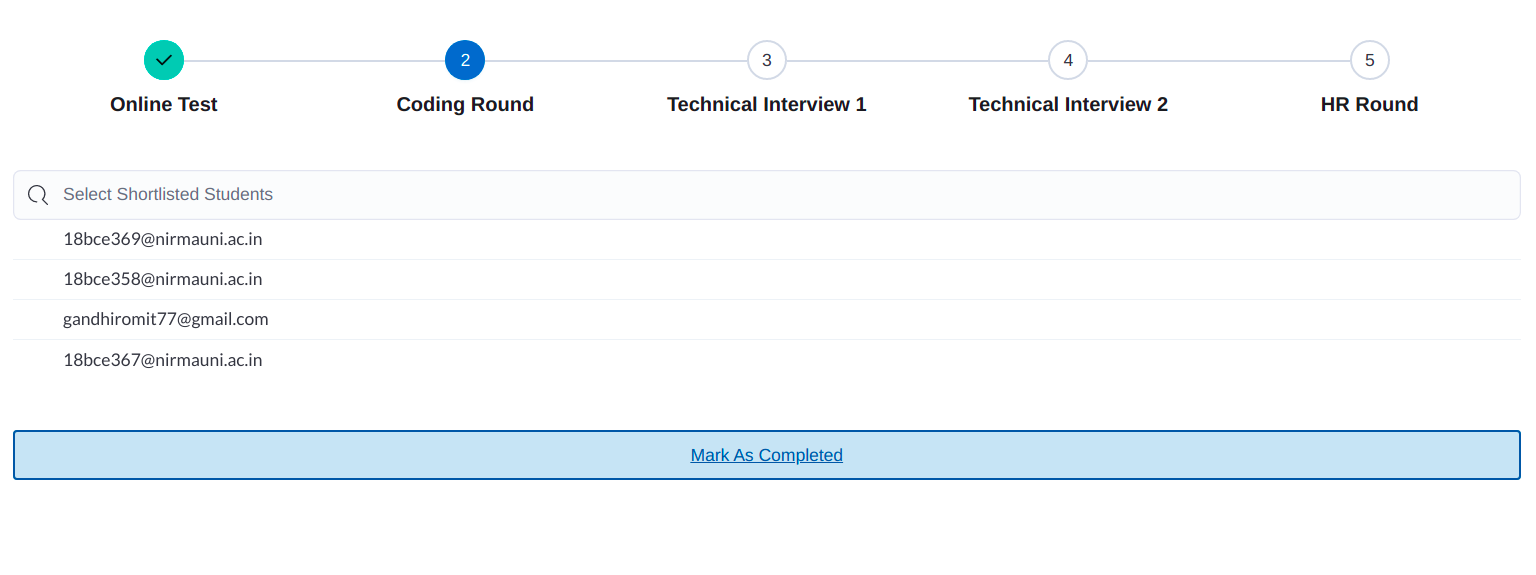 2 3 4 5
Online Test Coding Round Technical Interview 1 Technical Interview 2 HR Round
Select Shortlisted Students
18bce369@nirmauni.ac.in
18bce358@nirmauni.ac.in
gandhiromit77@gmail.com
18bce367@nirmauni.ac.in
Mark As Completed